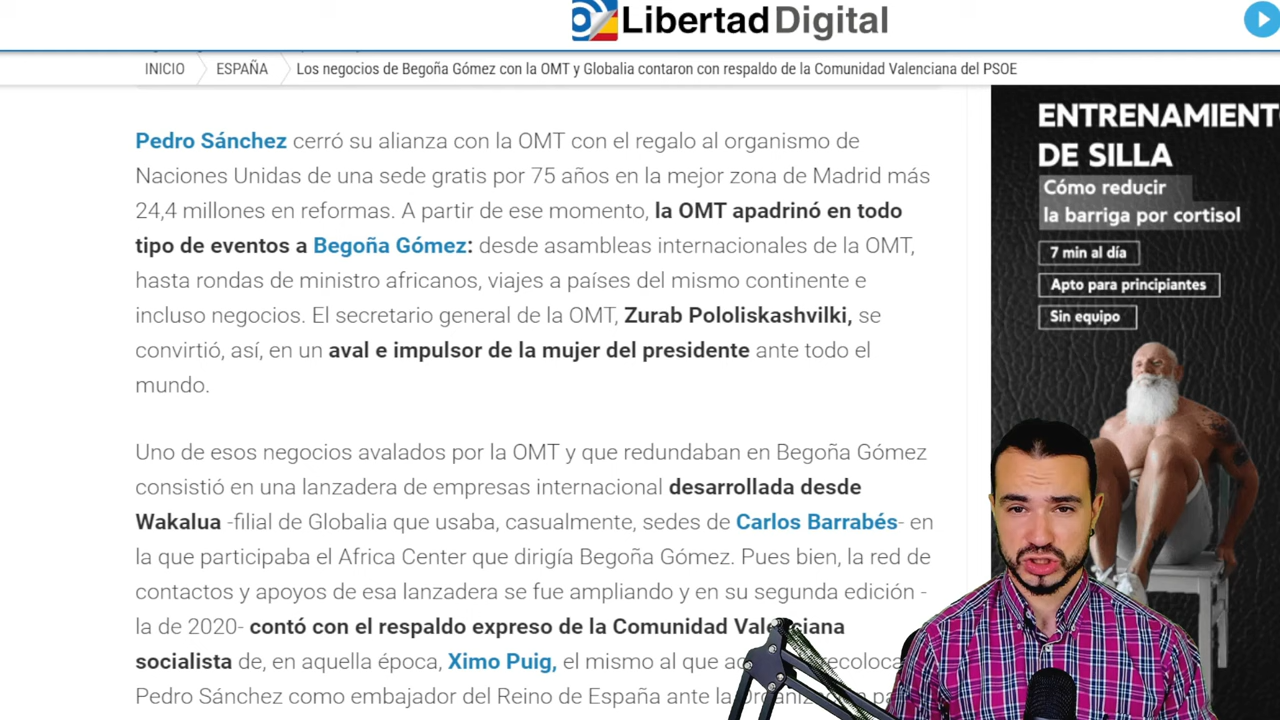 Libertad Digital
INICIO
ESPAÑA
Los negocios de Begoña Gómez con la OMT y Globalia contaron con respaldo de la Comunidad Valenciana del PSOE
Pedro Sánchez cerró su alianza con la OMT con el regalo al organismo de
Naciones Unidas de una sede gratis por 75 años en la mejor zona de Madrid más
24,4 millones en reformas. A partir de ese momento, la OMT apadrinó en todo
tipo de eventos a Begoña Gómez: desde asambleas internacionales de la OMT,
hasta rondas de ministro africanos, viajes a países del mismo continente e
incluso negocios. El secretario general de la OMT, Zurab Pololiskashvilki, se
convirtió, así, en un aval e impulsor de la mujer del presidente ante todo el
mundo.
Uno de esos negocios avalados por la OMT y que redundaban en Begoña Gómez
consistió en una lanzadera de empresas internacional desarrollada desde
Wakalua -filial de Globalia que usaba, casualmente, sedes de Carlos Barrabés- en
la que participaba el Africa Center que dirigía Begoña Gómez. Pues bien, la red de
contactos y apoyos de esa lanzadera se fue ampliando y en su segunda edición -
la de 2020- contó con el respaldo expreso de la Comunidad Valenciana
socialista de, en aquella época, Ximo Puig, el mismo al que
Pedro Sánchez como embajador del Reino de España ante la
ENTRENAMIENTO
DE SILLA
Cómo reducir
la barriga por cortisol
7 min al día
Apto para principiantes
Sin equipo